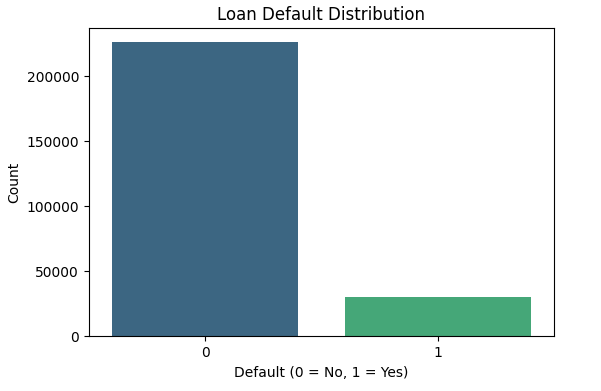 Loan Default Distribution
200000
150000
100000
50000
0
Count
0 1
Default (0 = No, 1 = Yes)